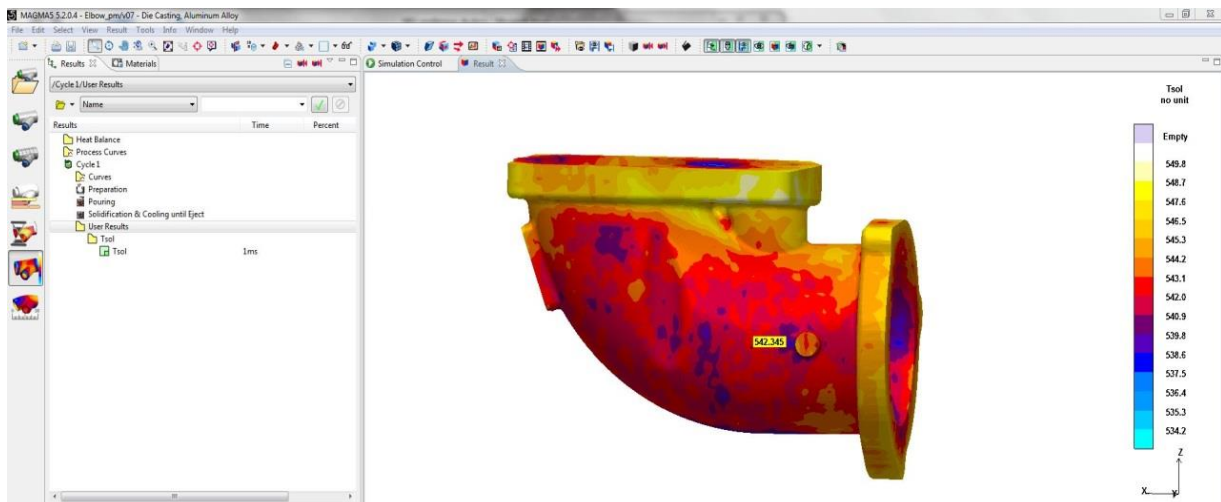 MAGMA5 5.2.0.4 - Elbow_pm/v07 - Die Casting, Aluminum Alloy
File Edit Select View Result Tools Info Window Help
Results Materials
Simulation Control Result
/Cycle 1/User Results
Name
Results Time Percent
Heat Balance
Process Curves
Cycle 1
Curves
Preparation
Pouring
Solidification & Cooling until Eject
User Results
Tsol
Tsol 1ms
542.345
Tsol
no unit
Empty
549.8
548.7
547.6
546.5
545.3
544.2
543.1
542.0
540.9
539.8
538.6
537.5
536.4
535.3
534.2
Z
X Y